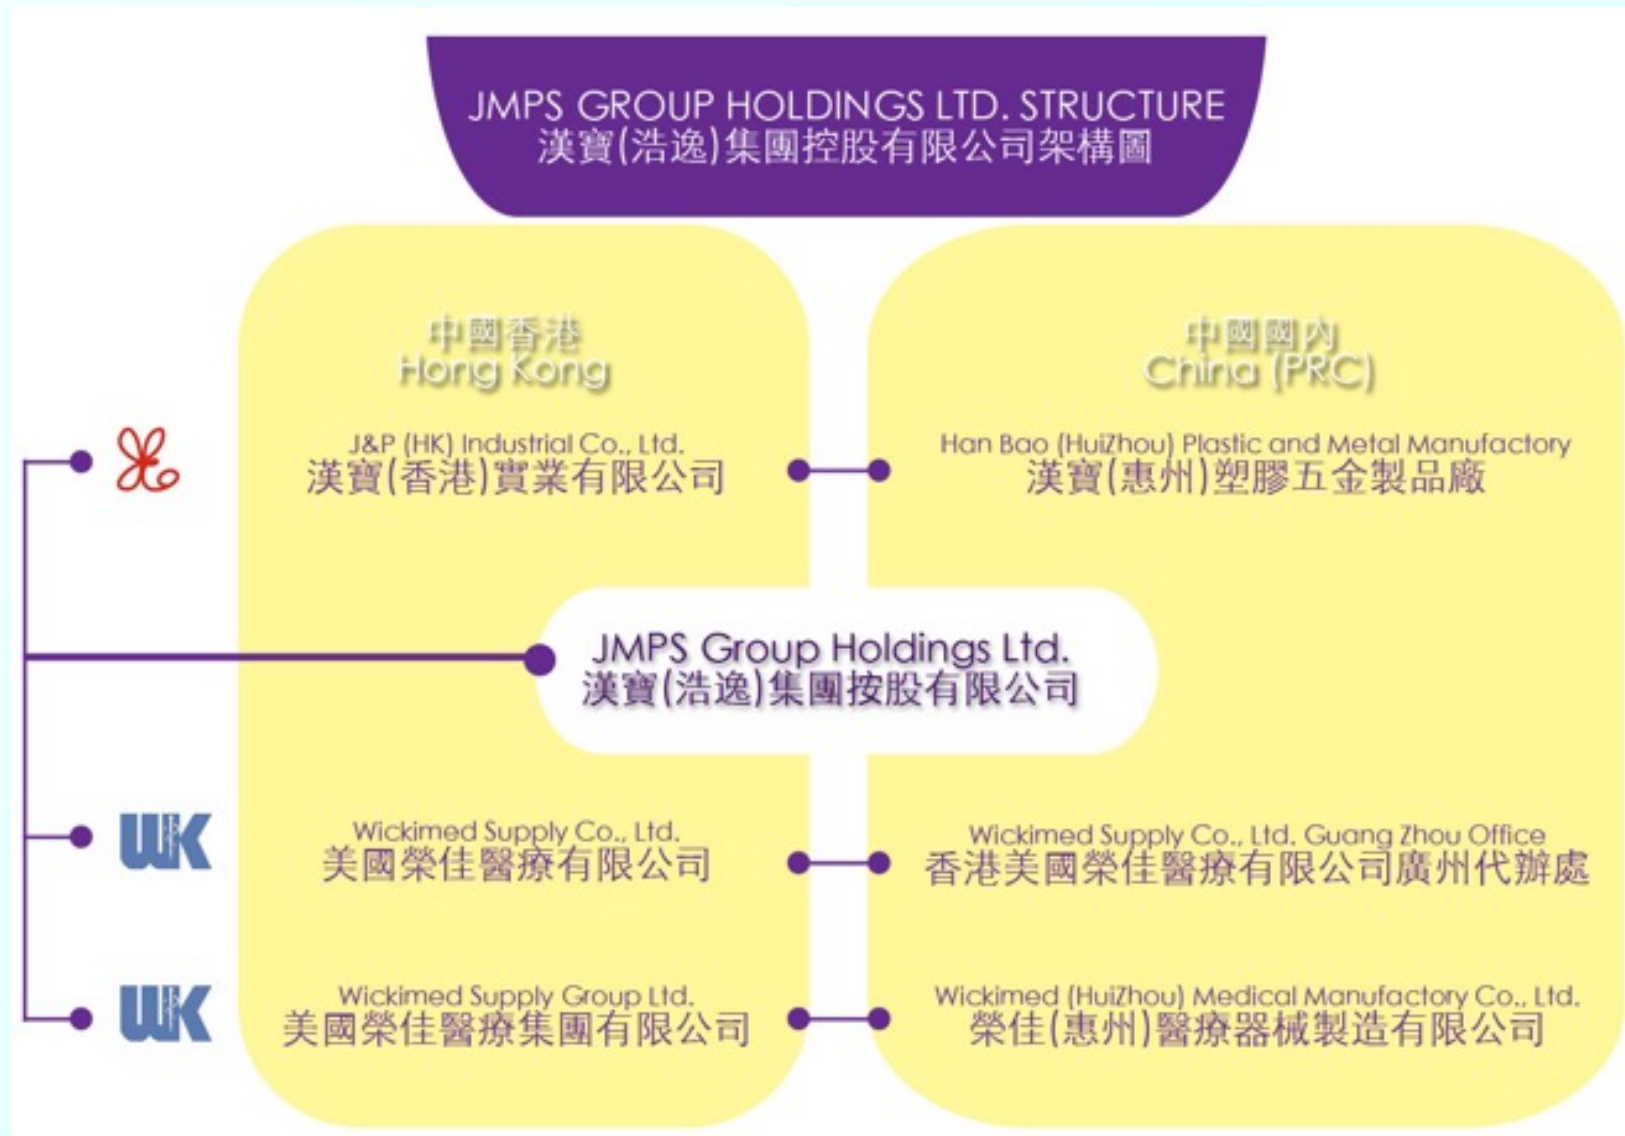 JMPS GROUP HOLDINGS LTD. STRUCTURE
漢寶(浩逸)集團控股有限公司架構圖
中國香港
Hong Kong
中國國內
China (PRC)
J&P (HK) Industrial Co., Ltd.
漢寶(香港)實業有限公司
Han Bao (HuiZhou) Plastic and Metal Manufactory
漢寶(惠州)塑膠五金製品廠
JMPS Group Holdings Ltd.
漢寶(浩逸)集團按股有限公司
WK
Wickimed Supply Co., Ltd.
美國榮佳醫療有限公司
Wickimed Supply Co., Ltd. Guang Zhou Office
香港美國榮佳醫療有限公司廣州代辦處
WK
Wickimed Supply Group Ltd.
美國榮佳醫療集團有限公司
Wickimed (HuiZhou) Medical Manufactory Co., Ltd.
榮佳(惠州)醫療器械製造有限公司